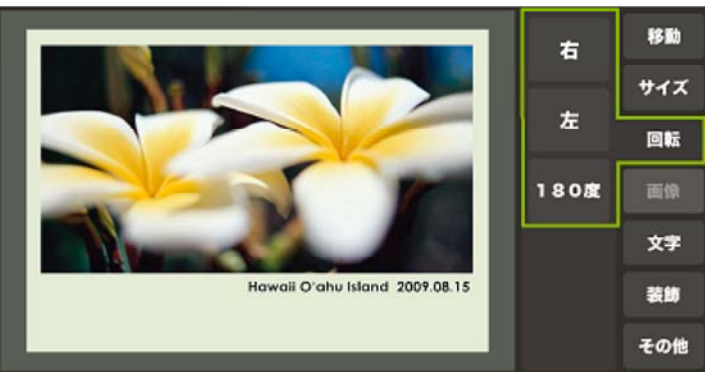 Hawaii O'ahu Island 2009.08.15
右
左
180度
移動
サイズ
回転
画像
文字
装飾
その他